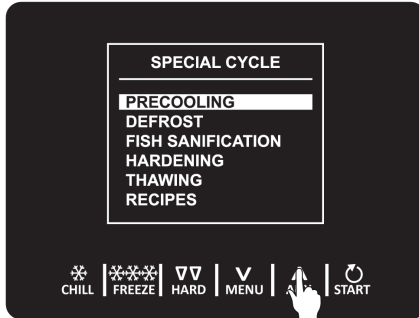 SPECIAL CYCLE
PRECOOLING
DEFROST
FISH SANIFICATION
HARDENING
THAWING
RECIPES
CHILL FREEZE HARD MENU START